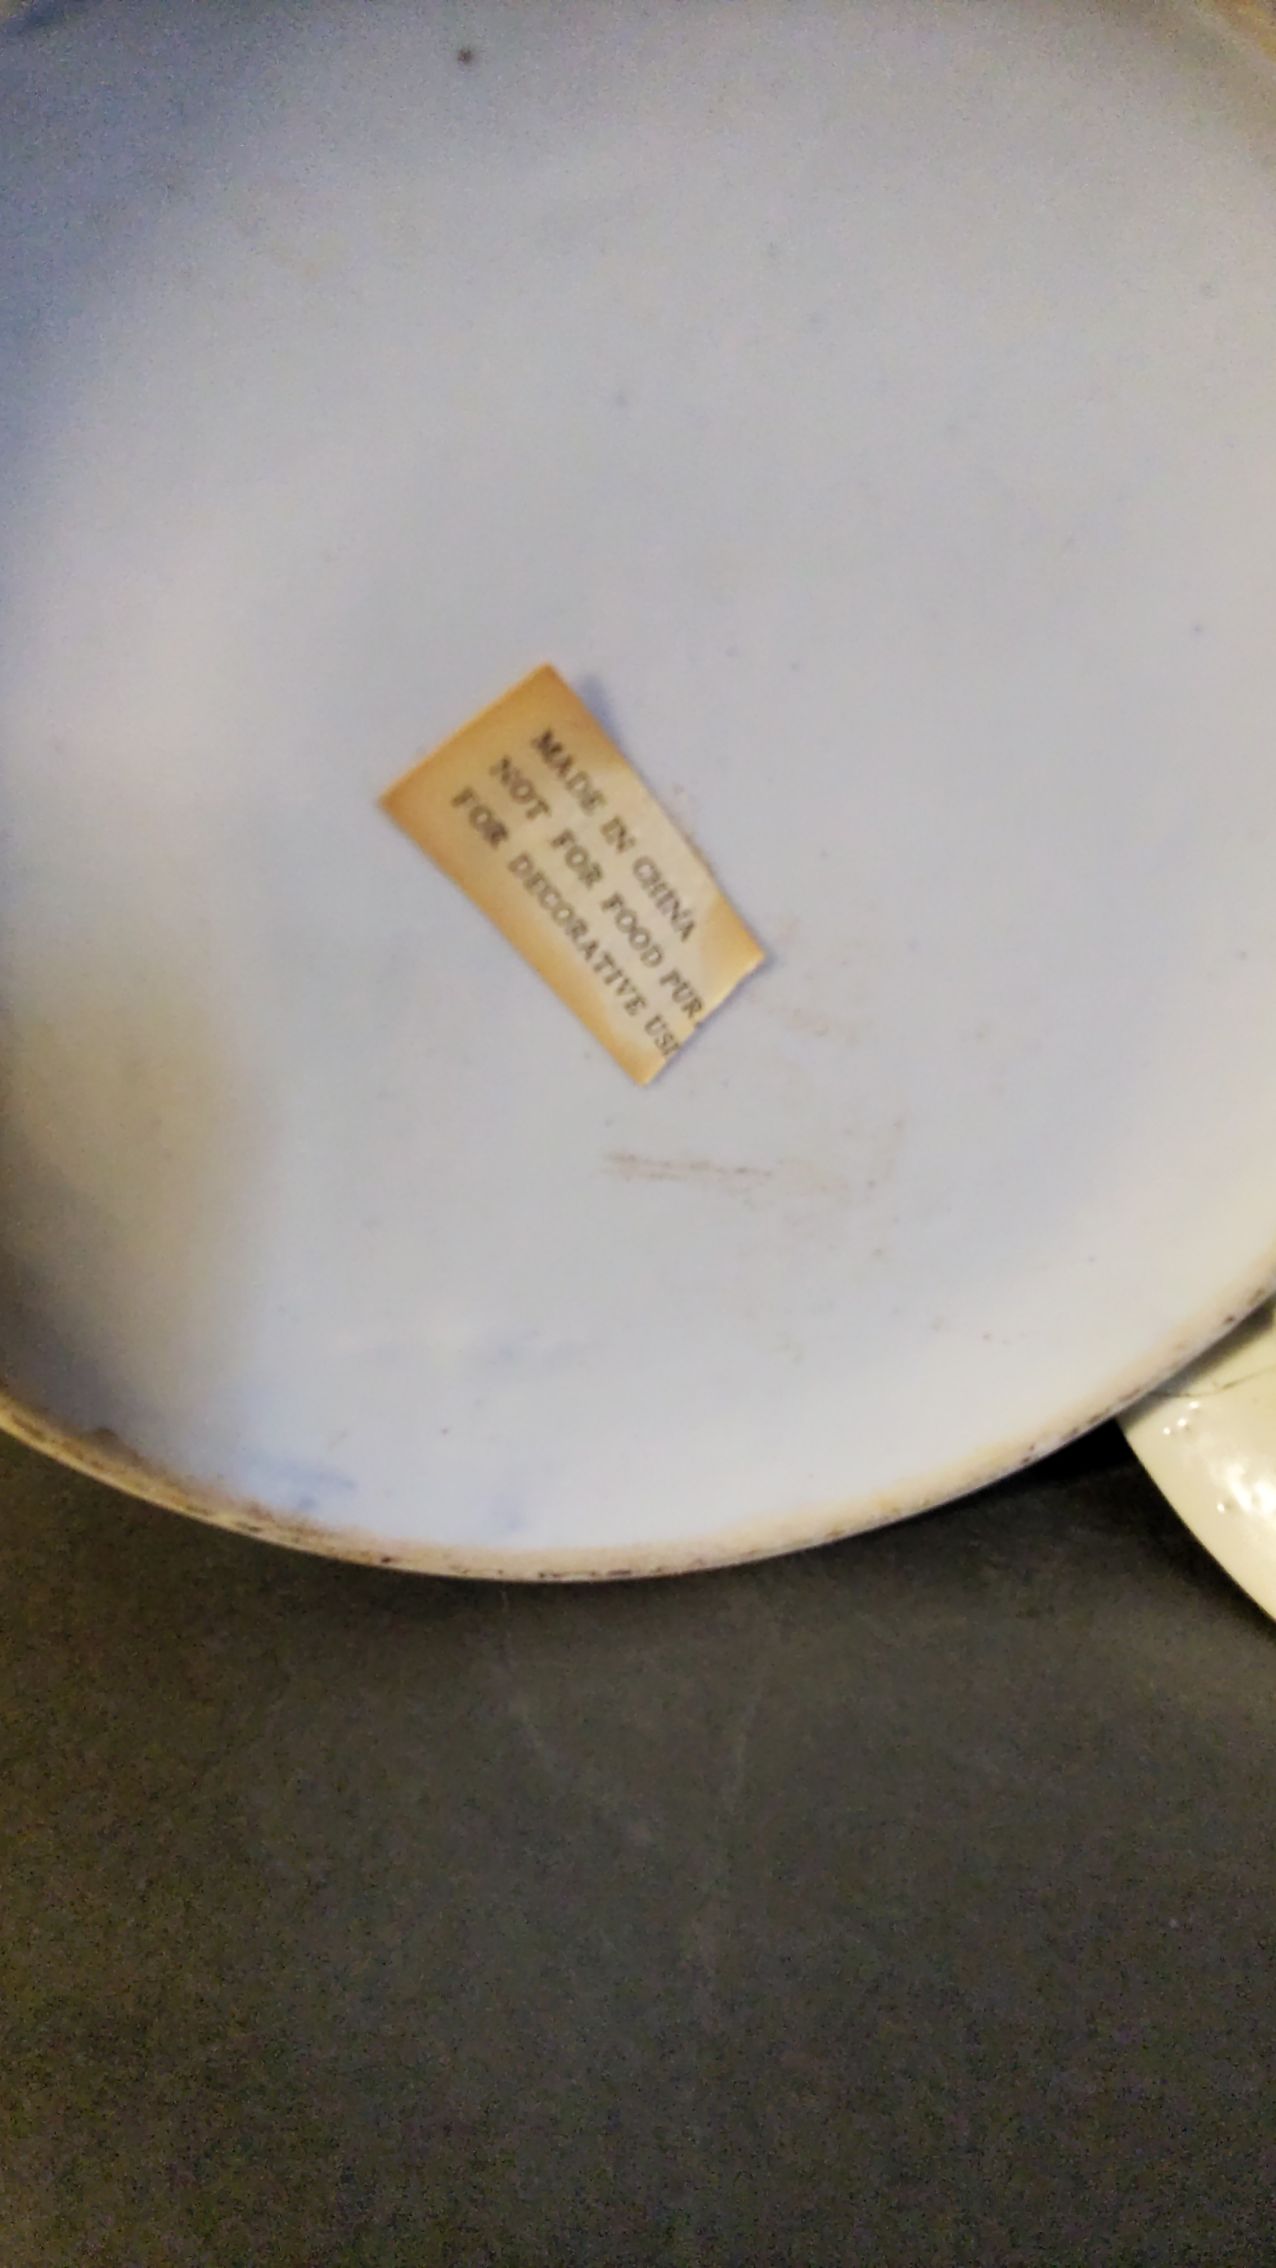 MADE IN CHINA
NOT FOR FOOD PUR
FOR DECORATIVE USE